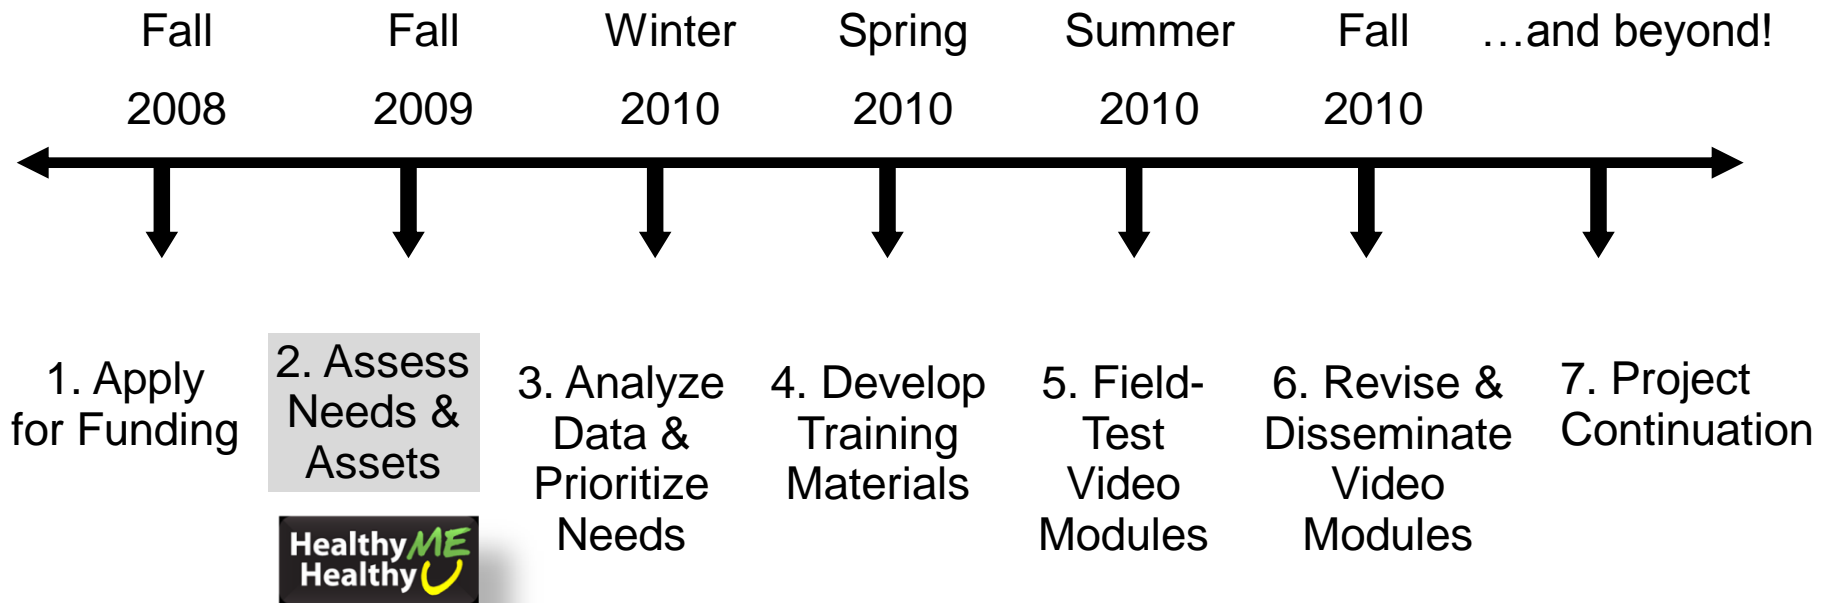 Fall Fall Winter Spring Summer Fall …and beyond!
2008 2009 2010 2010 2010 2010
1. Apply
for Funding
2. Assess
Needs &
Assets
3. Analyze
Data &
Prioritize
Needs
4. Develop
Training
Materials
5. Field-
Test
Video
Modules
6. Revise &
Disseminate
Video
Modules
7. Project
Continuation
Healthy ME
Healthy U